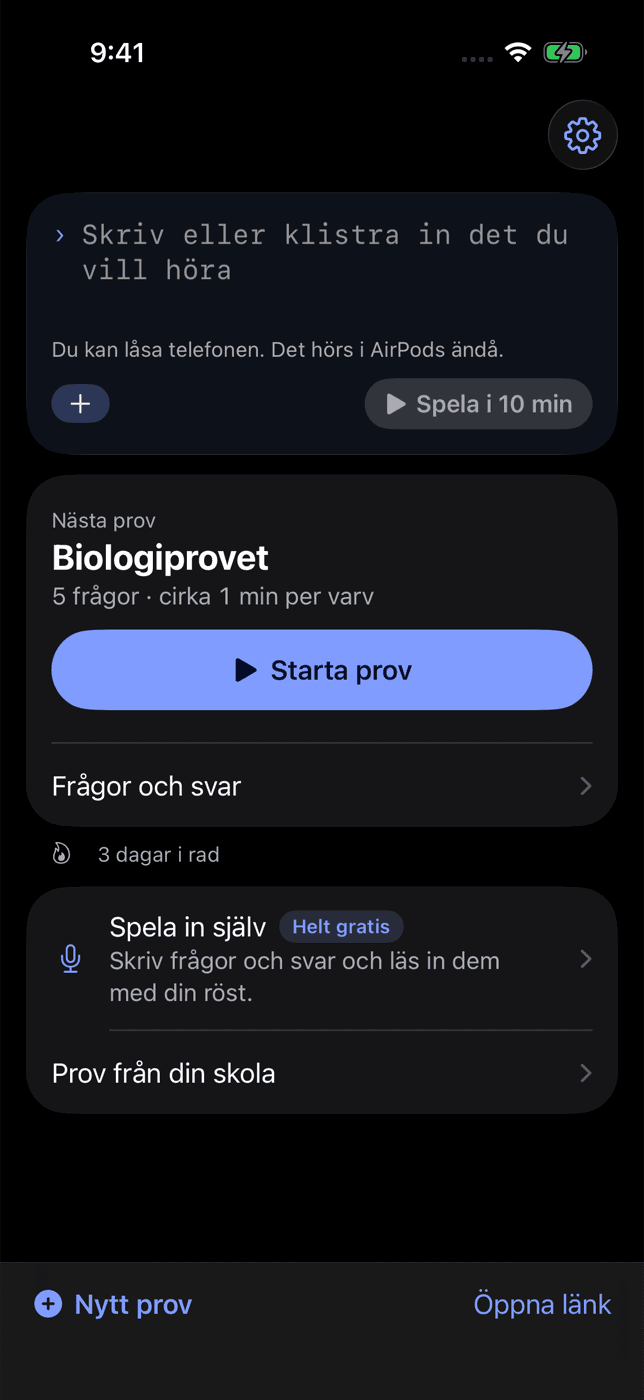 9:41
› Skriv eller klistra in det du
vill höra
Du kan låsa telefonen. Det hörs i AirPods ändå.
Spela i 10 min
Nästa prov
Biologiprovet
5 frågor · cirka 1 min per varv
Starta prov
Frågor och svar
3 dagar i rad
Spela in själv Helt gratis
Skriv frågor och svar och läs in dem
med din röst.
Prov från din skola
Nytt prov Öppna länk